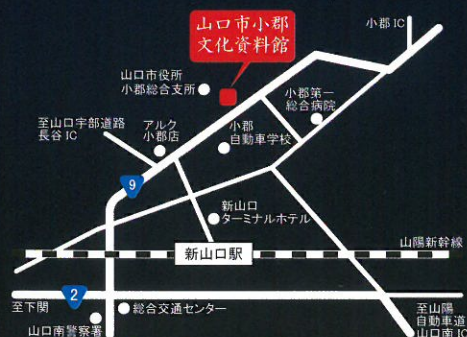 山口市小郡
文化資料館
小郡IC
山口市役所
小郡総合支所
小郡第一
総合病院
至山口宇部道路
長谷IC
アルク
小郡店
小郡
自動車学校
9
新山口
ターミナルホテル
山陽新幹線
新山口駅
2
至下関
総合交通センター
山口南警察署
至山陽
自動車道
山口南IC